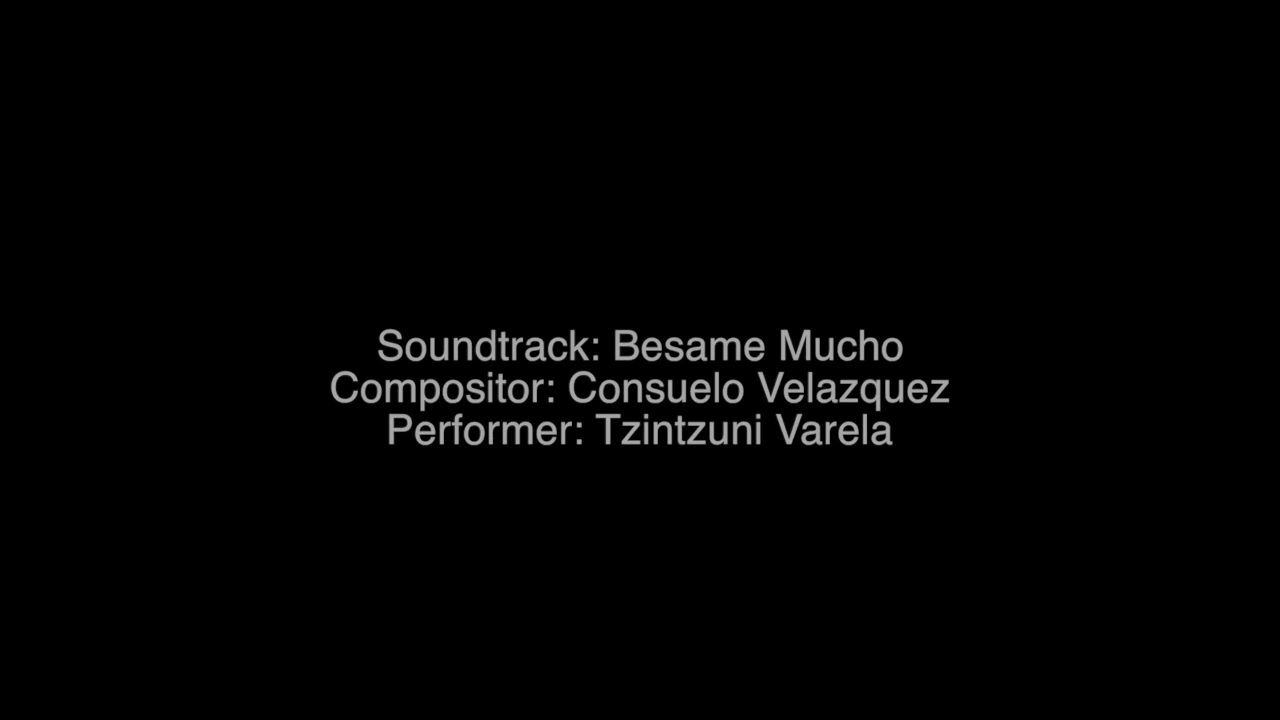 Soundtrack: Besame Mucho
Compositor: Consuelo Velazquez
Performer: Tzintzuni Varela